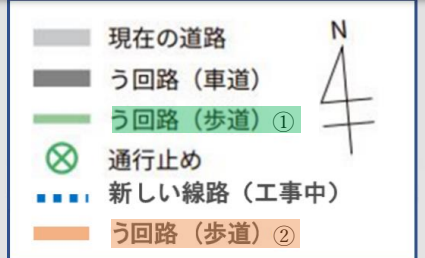 現在の道路
N
う回路（車道）
う回路（歩道）①
通行止め
新しい線路（工事中）
う回路（歩道）②